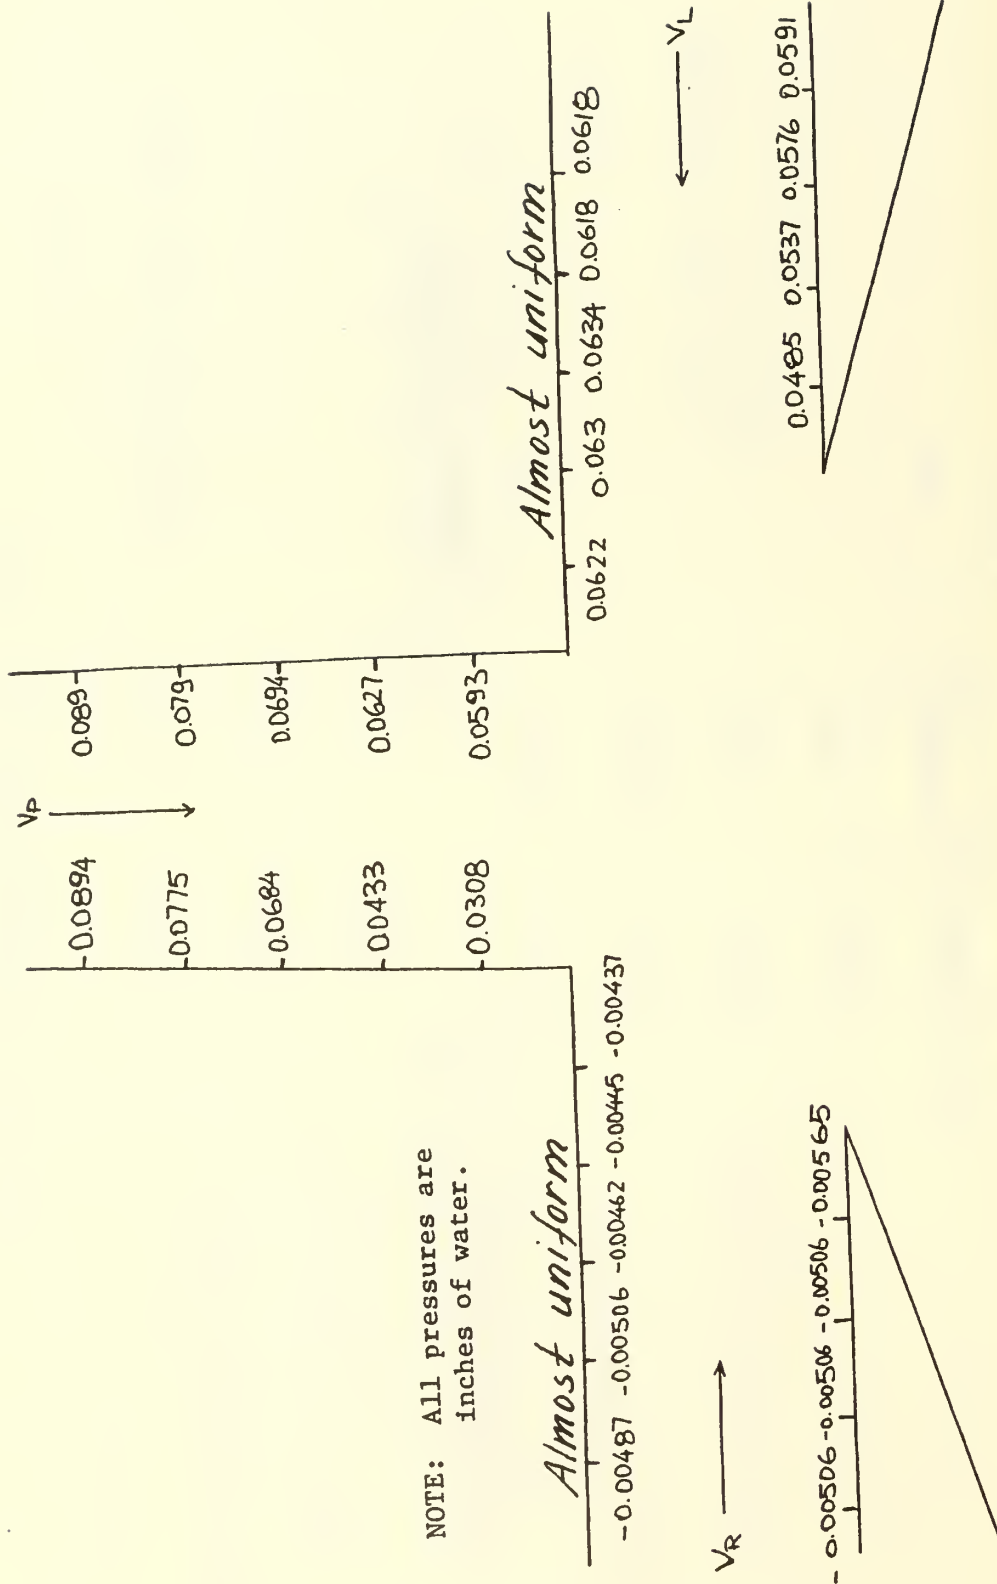 V_P
0.0894
0.0775
0.0684
0.0433
0.0308
0.089
0.079
0.0694
0.0627
0.0593
NOTE: All pressures are
inches of water.
Almost uniform
-0.00487 -0.00506 -0.00462 -0.00445 -0.00437
Almost uniform
0.0622 0.063 0.0634 0.0618 0.0618
V_R
V_L
-0.00506 -0.00506 -0.00506 -0.00565
0.0485 0.0537 0.0576 0.0591